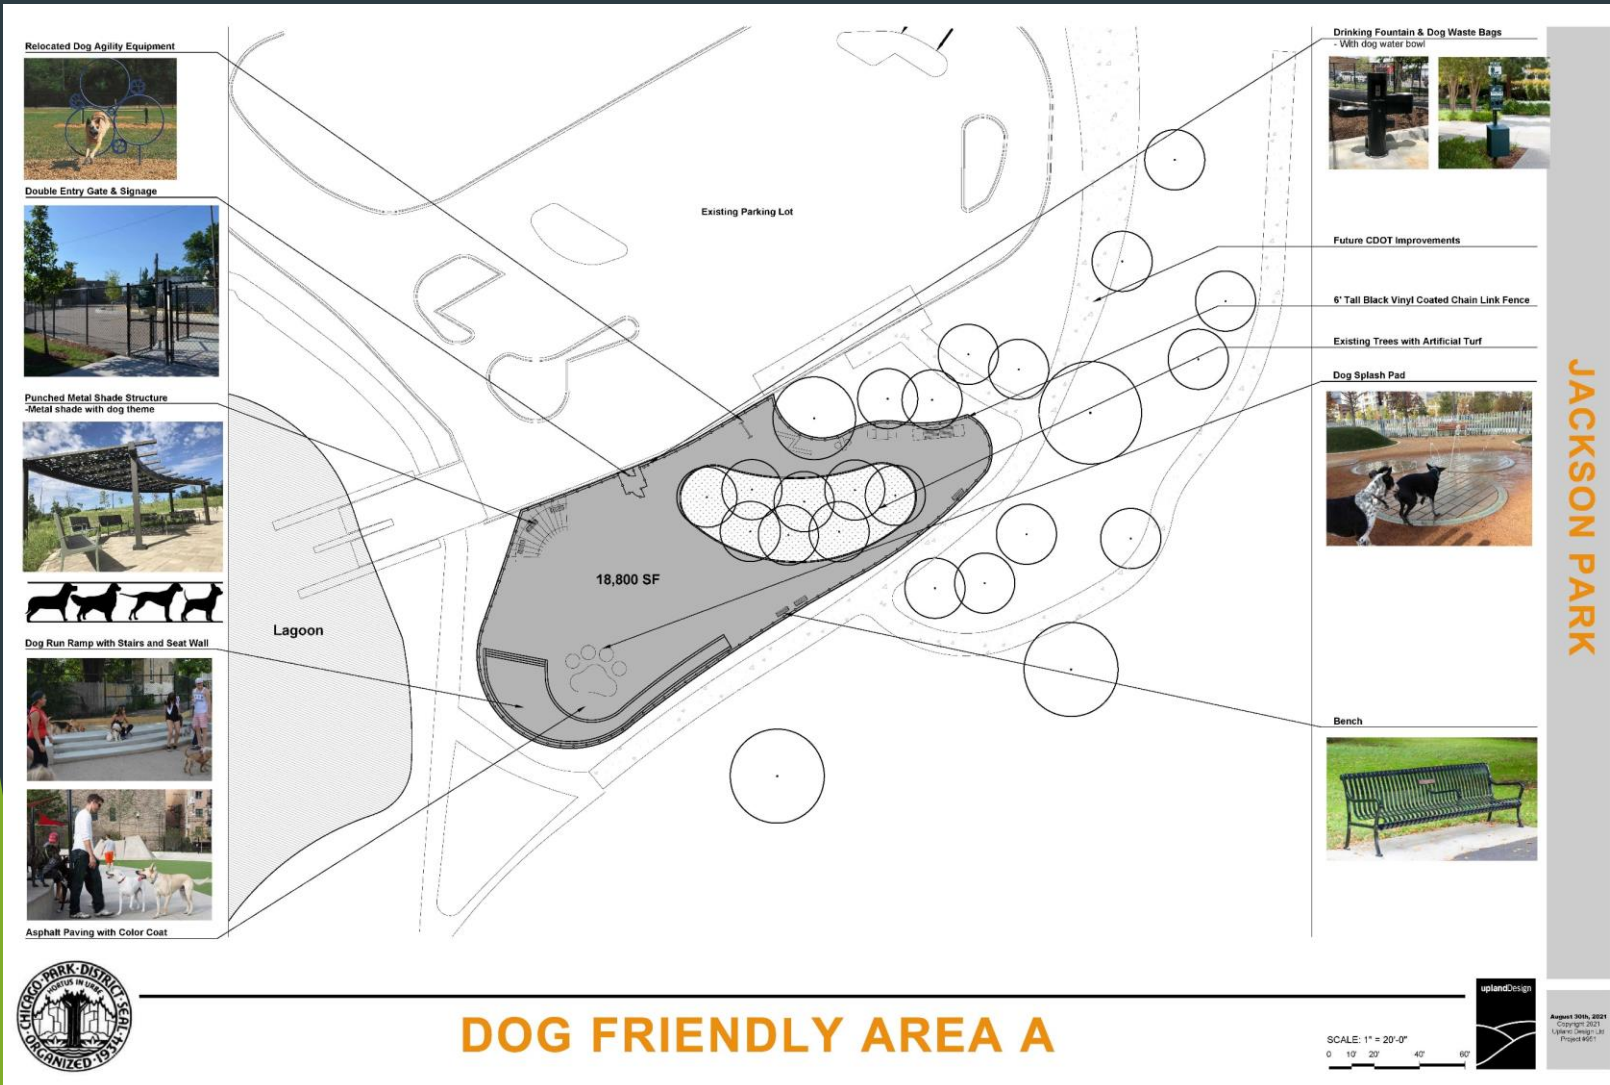 Relocated Dog Agility Equipment
Double Entry Gate & Signage
Punched Metal Shade Structure
-Metal shade with dog theme
Dog Run Ramp with Stairs and Seat Wall
Asphalt Paving with Color Coat
Existing Parking Lot
18,800 SF
Lagoon
Drinking Fountain & Dog Waste Bags
- With dog water bowl
Future CDOT Improvements
6' Tall Black Vinyl Coated Chain Link Fence
Existing Trees with Artificial Turf
Dog Splash Pad
Bench
JACKSON PARK
CHICAGO·PARK·DISTRICT·SEAL·
HORTUS IN URBE
ORGANIZED·1934
DOG FRIENDLY AREA A
SCALE: 1" = 20'-0"
0 10' 20' 40' 60'
uplandDesign
August 30th, 2021
Copyright 2021
Upland Design Ltd
Project #951